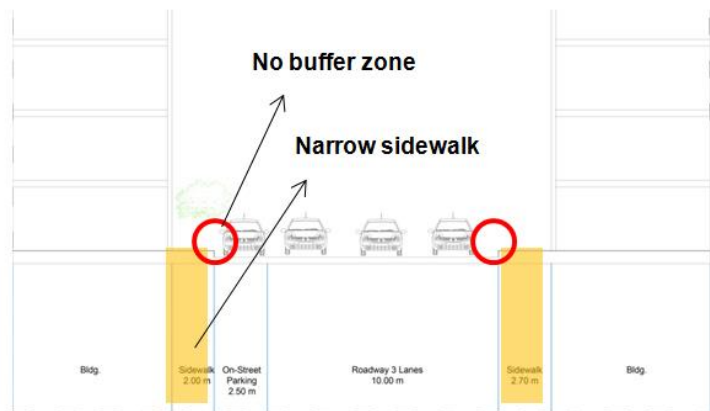 No buffer zone
Narrow sidewalk
Bldg.
Sidewalk
2.00 m
On-Street
Parking
2.50 m
Roadway 3 Lanes
10.00 m
Sidewalk
2.70 m
Bldg.